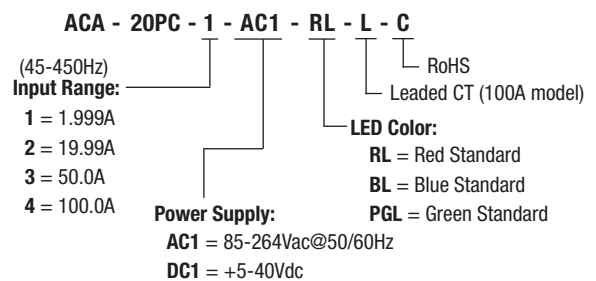 ACA - 20PC - 1 - AC1 - RL - L - C
RoHS
Leaded CT (100A model)
(45-450Hz)
Input Range:
1 = 1.999A
2 = 19.99A
3 = 50.0A
4 = 100.0A
LED Color:
RL = Red Standard
BL = Blue Standard
PGL = Green Standard
Power Supply:
AC1 = 85-264Vac@50/60Hz
DC1 = +5-40Vdc